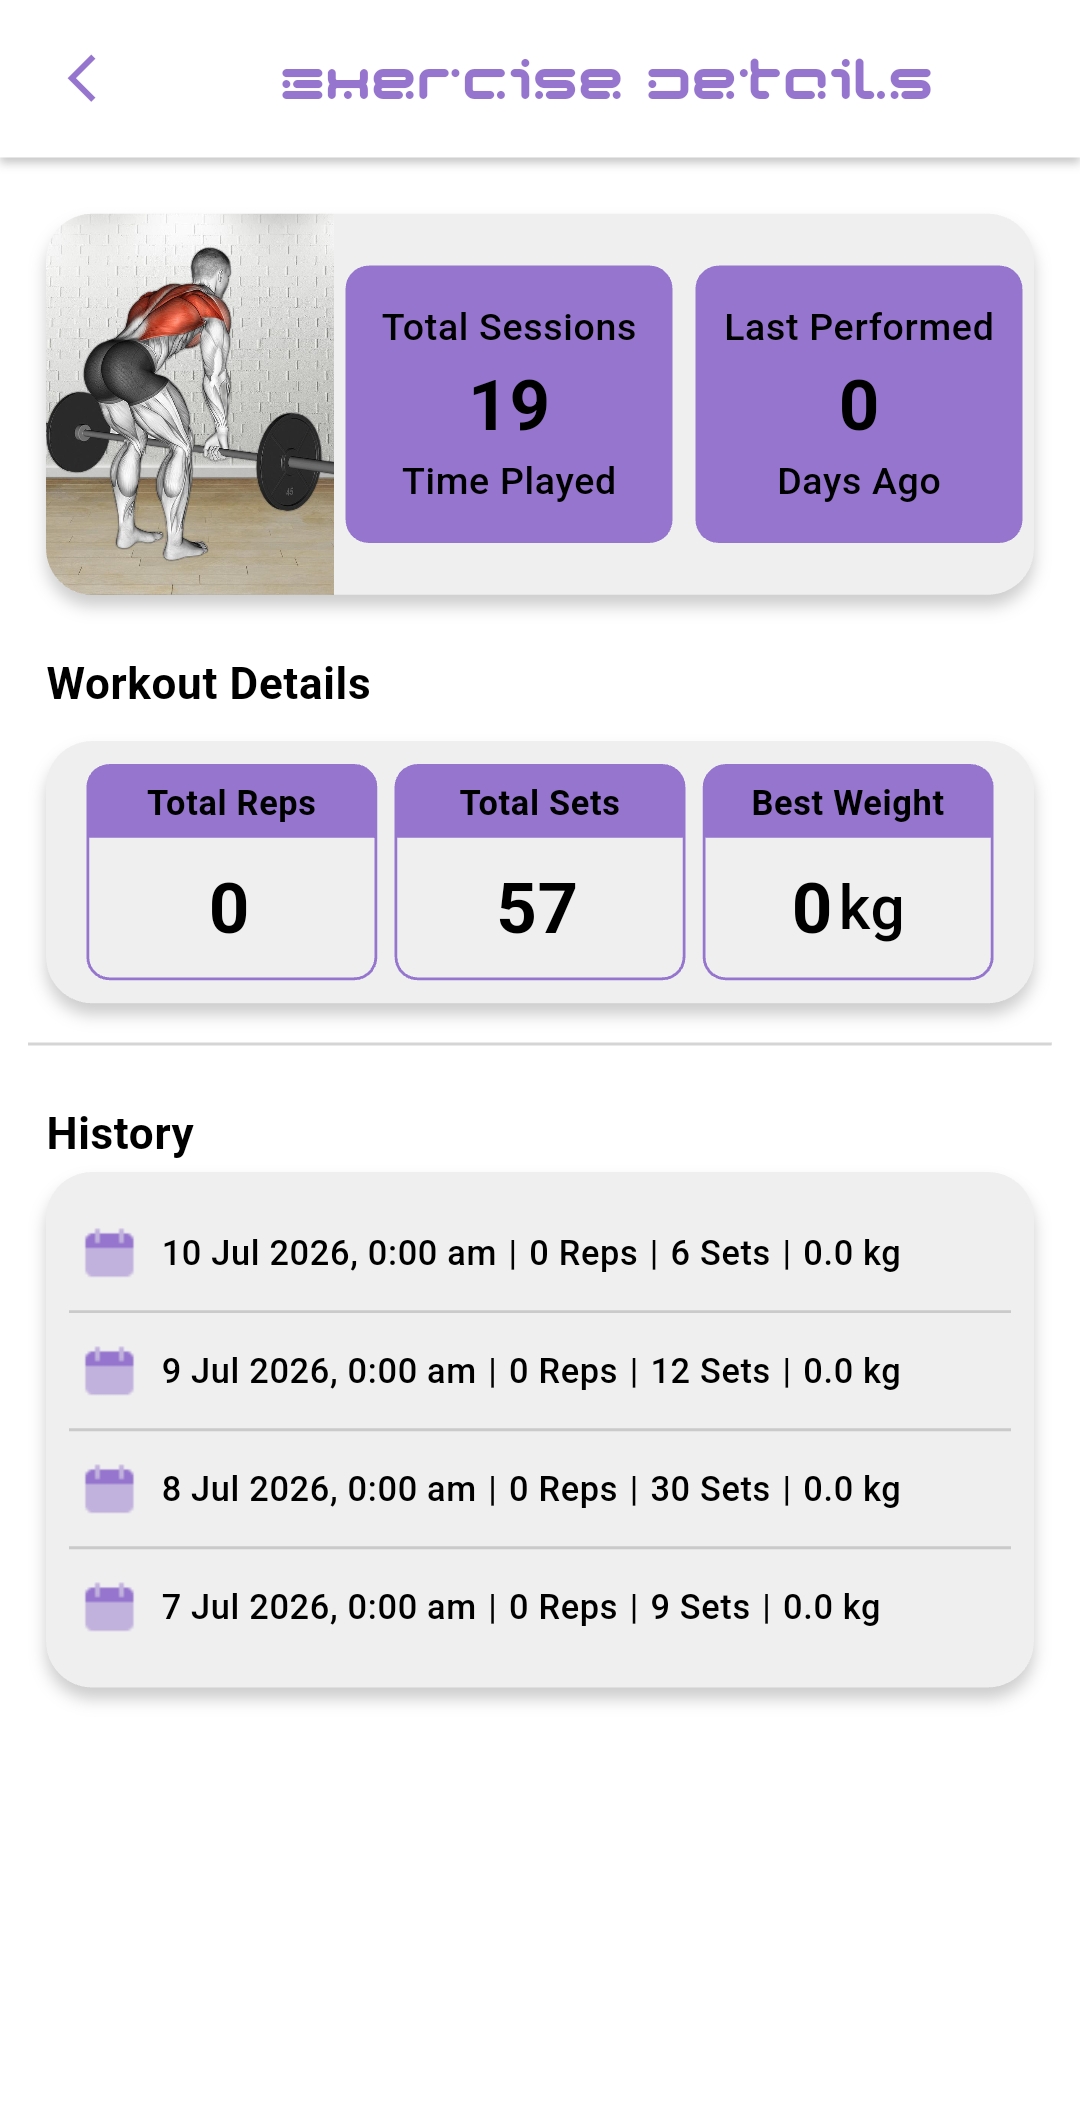 Exercise Details
Total Sessions
19
Time Played
Last Performed
0
Days Ago
45
Workout Details
Total Reps
0
Total Sets
57
Best Weight
0 kg
History
10 Jul 2026, 0:00 am | 0 Reps | 6 Sets | 0.0 kg
9 Jul 2026, 0:00 am | 0 Reps | 12 Sets | 0.0 kg
8 Jul 2026, 0:00 am | 0 Reps | 30 Sets | 0.0 kg
7 Jul 2026, 0:00 am | 0 Reps | 9 Sets | 0.0 kg